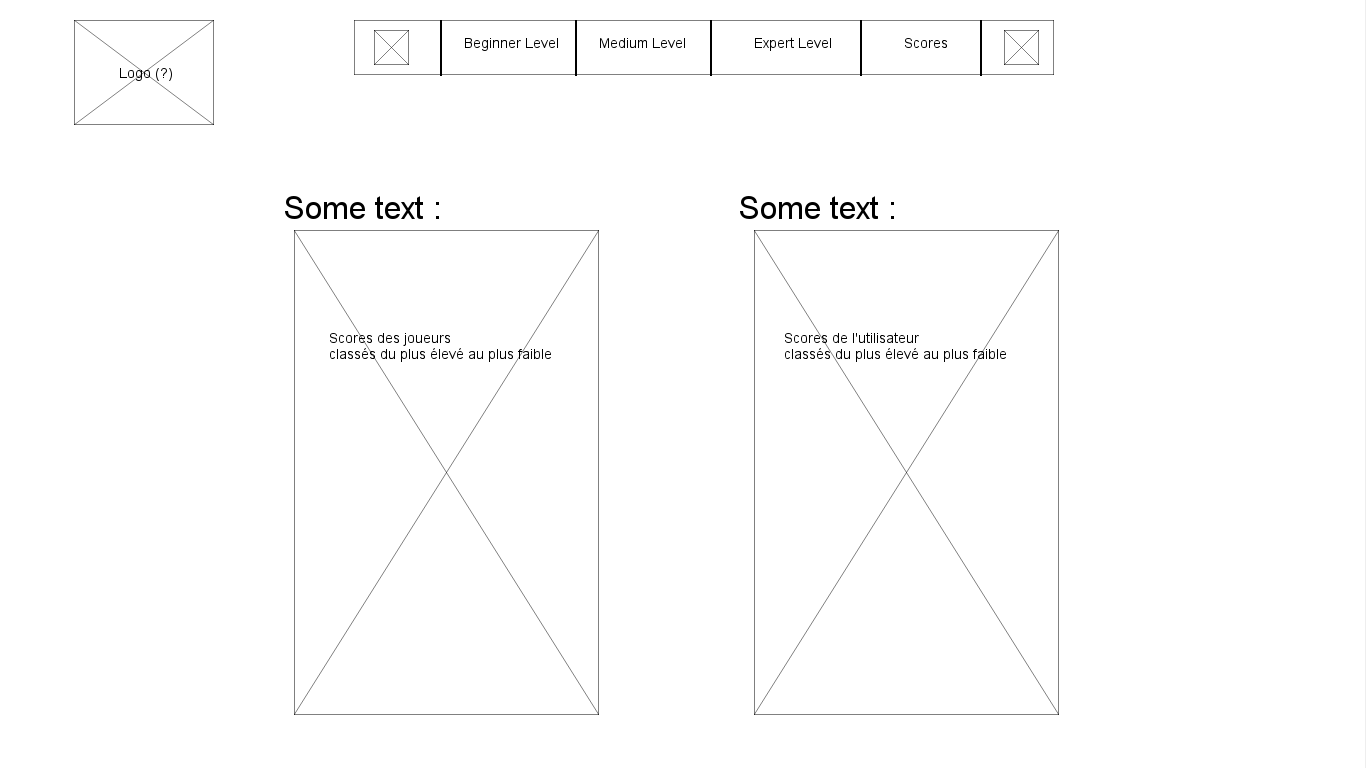 Logo (?)
Beginner Level
Medium Level
Expert Level
Scores
Some text :
Scores des joueurs
classés du plus élevé au plus faible
Some text :
Scores de l'utilisateur
classés du plus élevé au plus faible